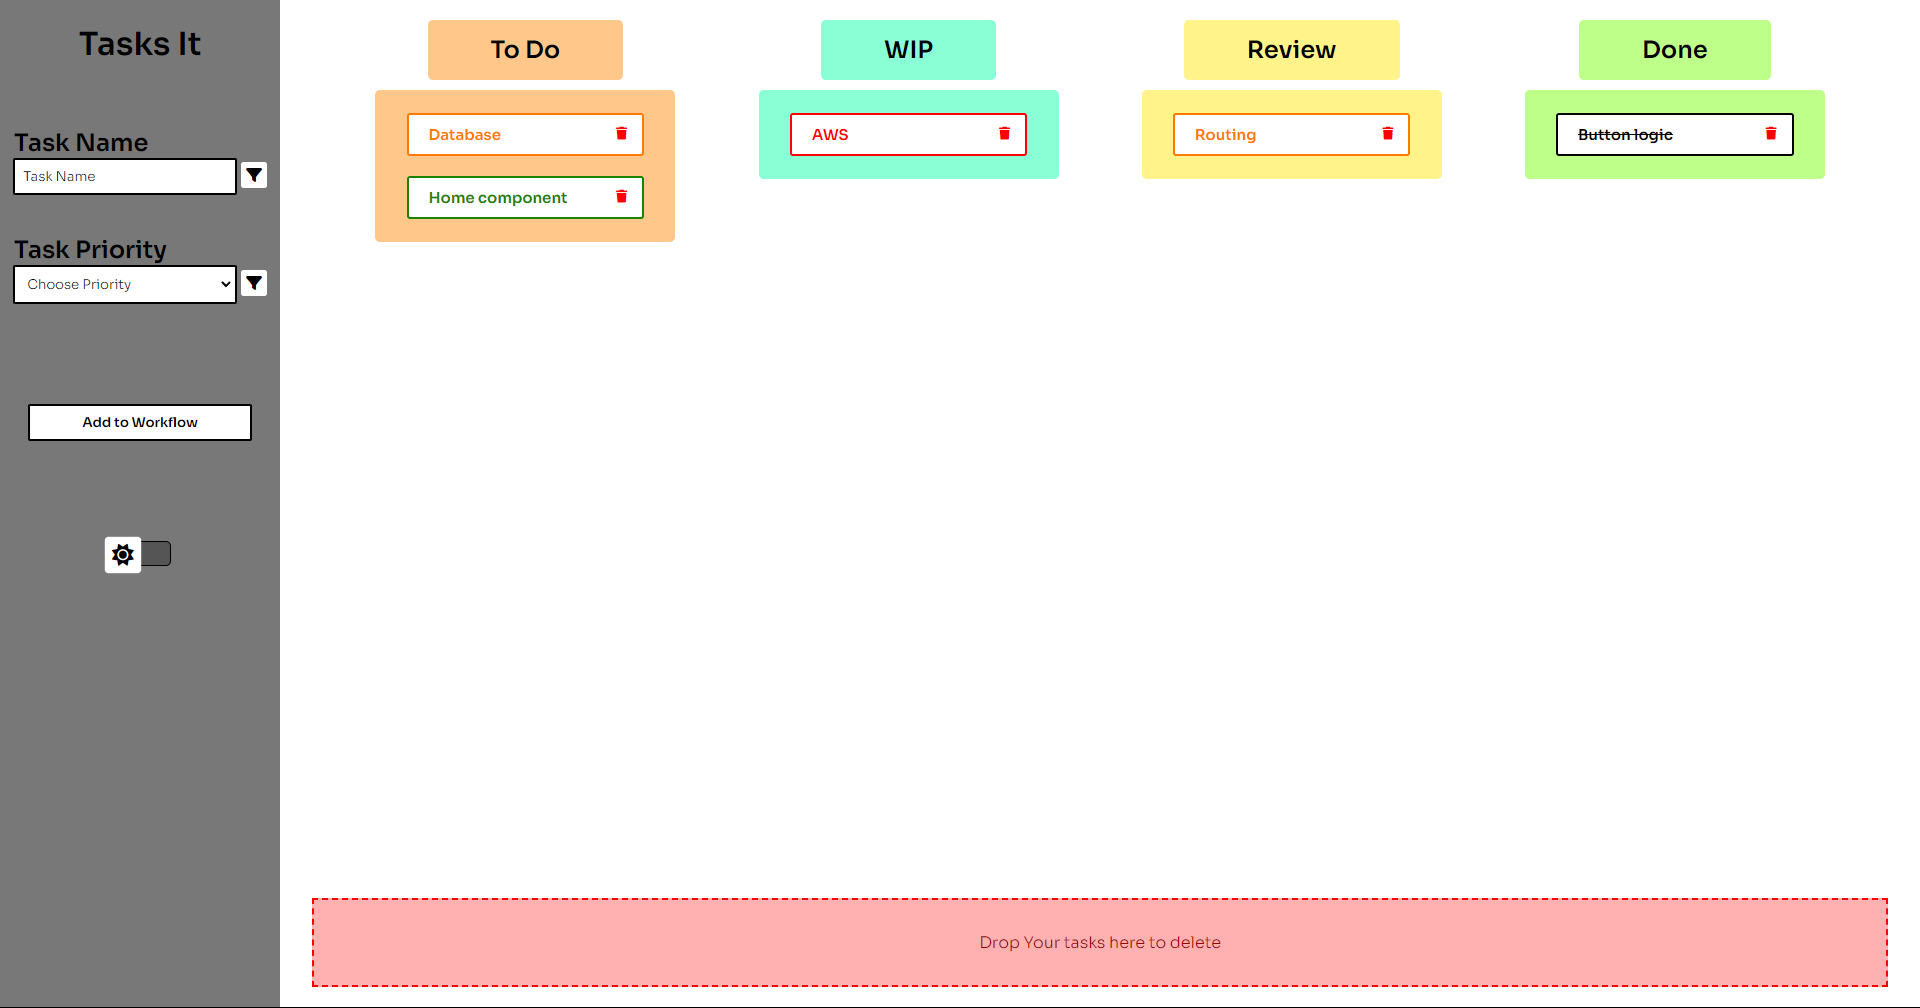 Tasks It
Task Name
Task Name
Task Priority
Choose Priority
Add to Workflow
To Do
Database
Home component
WIP
AWS
Review
Routing
Done
Button logic
Drop Your tasks here to delete